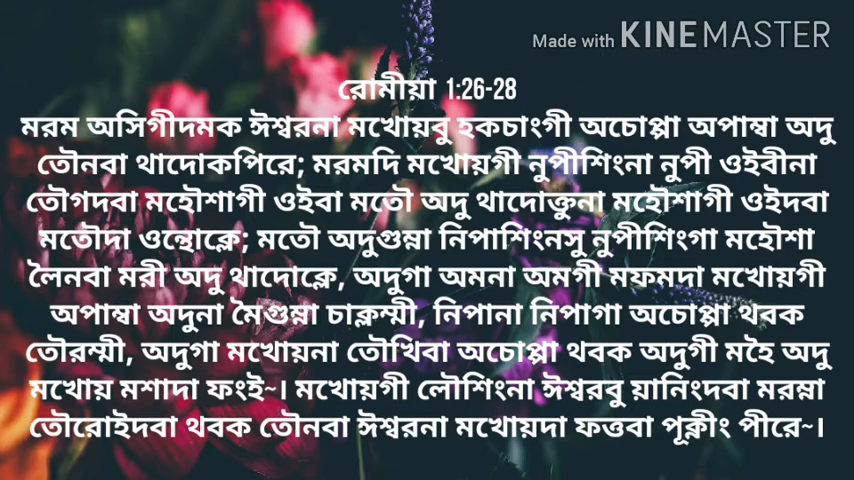 Made with KINEMASTER
রোমীয়া 1:26-28
মরম অসিগীদমক ঈশ্বরনা মখোয়বু হকচাংগী অচোপ্পা অপাম্বা অদু
তৌনবা থাদোকপিরে; মরমদি মখোয়গী নুপীশিংনা নুপী ওইবীনা
তৌগদবা মহৌশাগী ওইবা মতৌ অদু থাদোক্তুনা মহৌশাগী ওইদবা
মতৌদা ওন্থোক্লে; মতৌ অদুগুম্না নিপাশিংনসু নুপীশিংগা মহৌশা
লৈনবা মরী অদু থাদোক্লে, অদুগা অমনা অমগী মফমদা মখোয়গী
অপাম্বা অদুনা মৈগুম্না চাক্লম্মী, নিপানা নিপাগা অচোপ্পা থবক
তৌরম্মী, অদুগা মখোয়না তৌখিবা অচোপ্পা থবক অদুগী মহৈ অদু
মখোয় মশাদা ফংই~। মখোয়গী লৌশিংনা ঈশ্বরবু য়ানিংদবা মরম্না
তৌরোইদবা থবক তৌনবা ঈশ্বরনা মখোয়দা ফত্তবা পূক্নীং পীরে~।